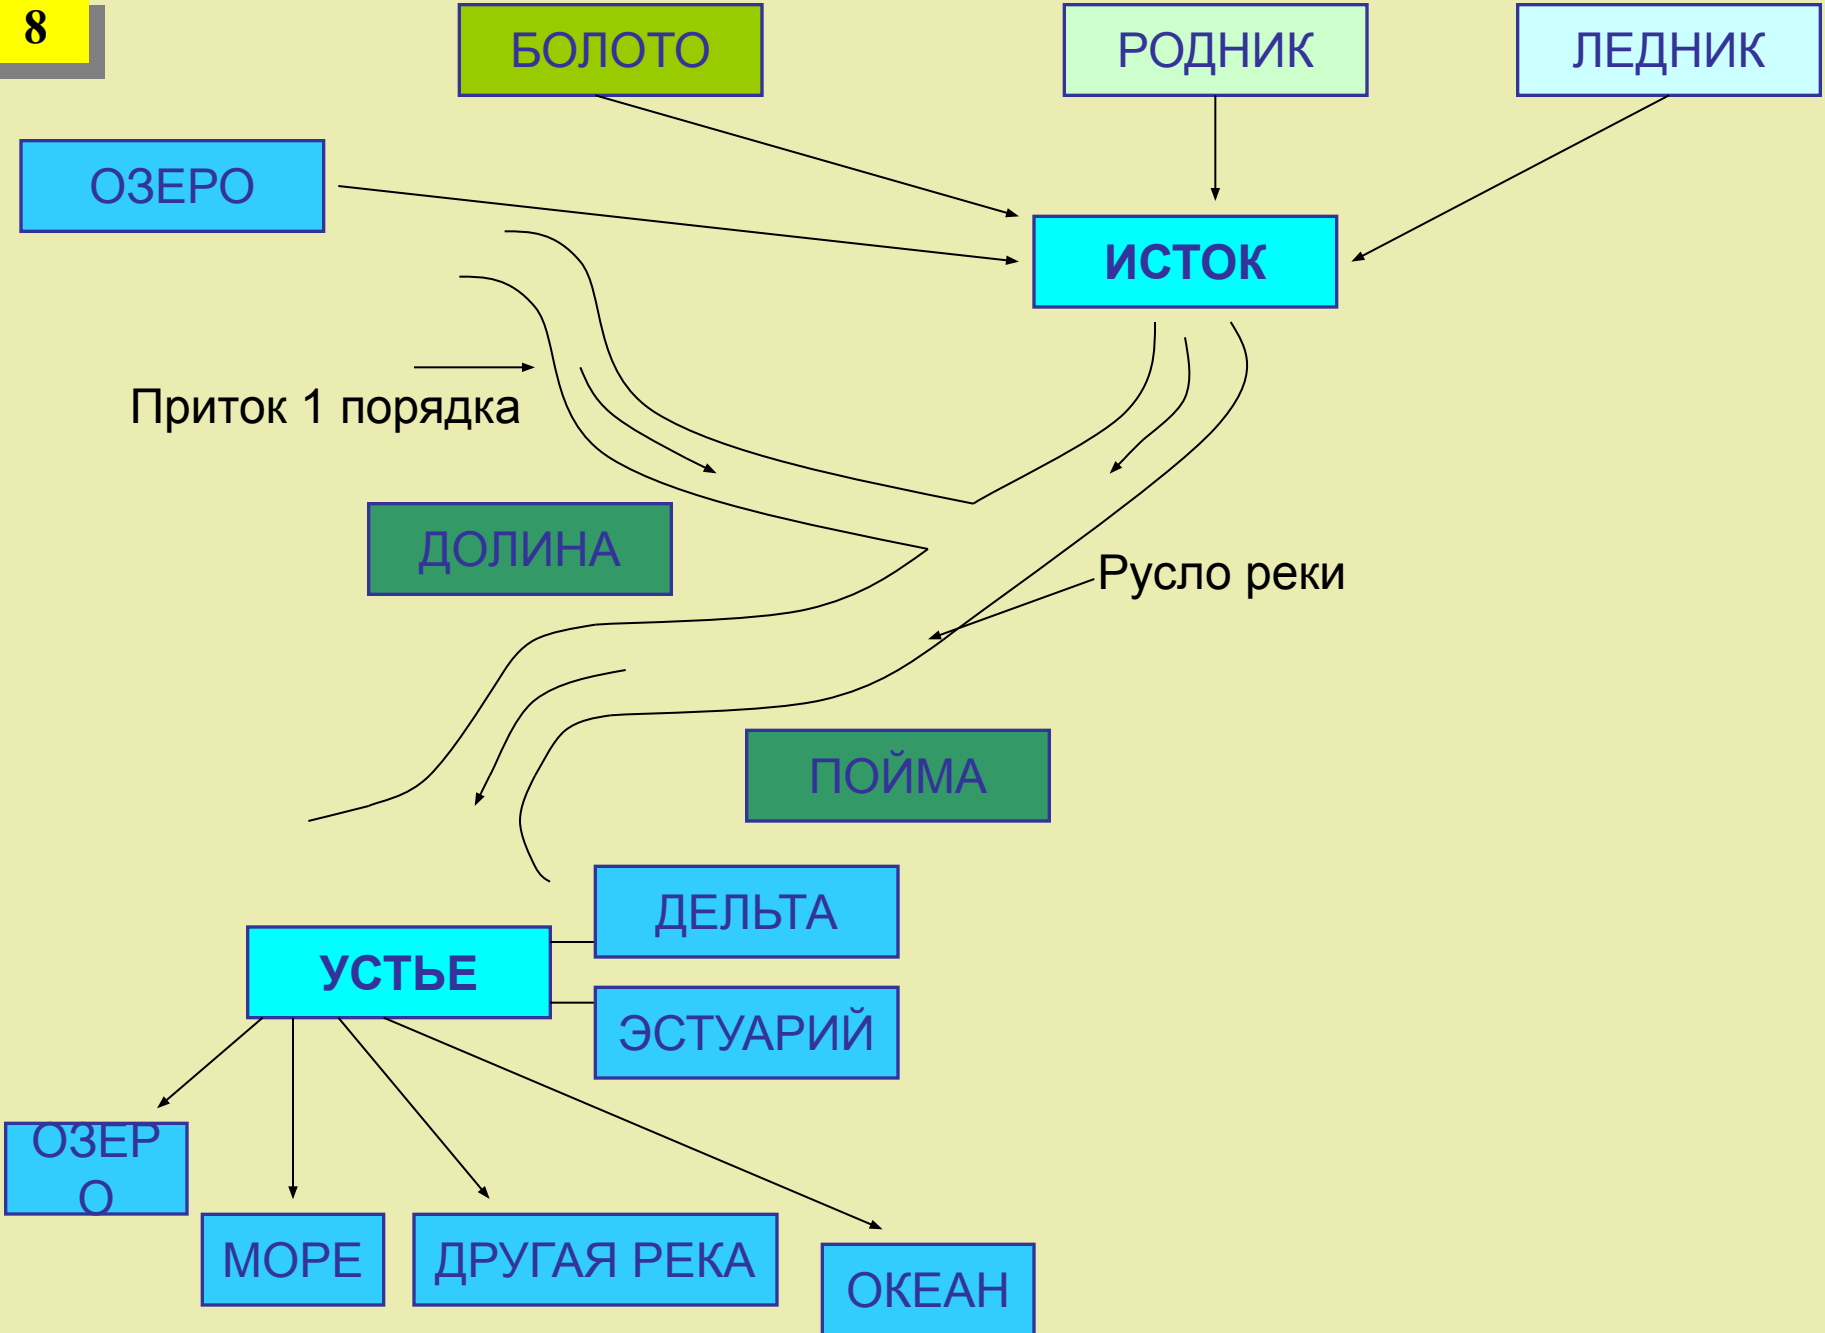 8
БОЛОТО
РОДНИК
ЛЕДНИК
ОЗЕРО
ИСТОК
Приток 1 порядка
ДОЛИНА
Русло реки
ПОЙМА
ДЕЛЬТА
УСТЬЕ
ЭСТУАРИЙ
ОЗЕР
О
МОРЕ
ДРУГАЯ РЕКА
ОКЕАН